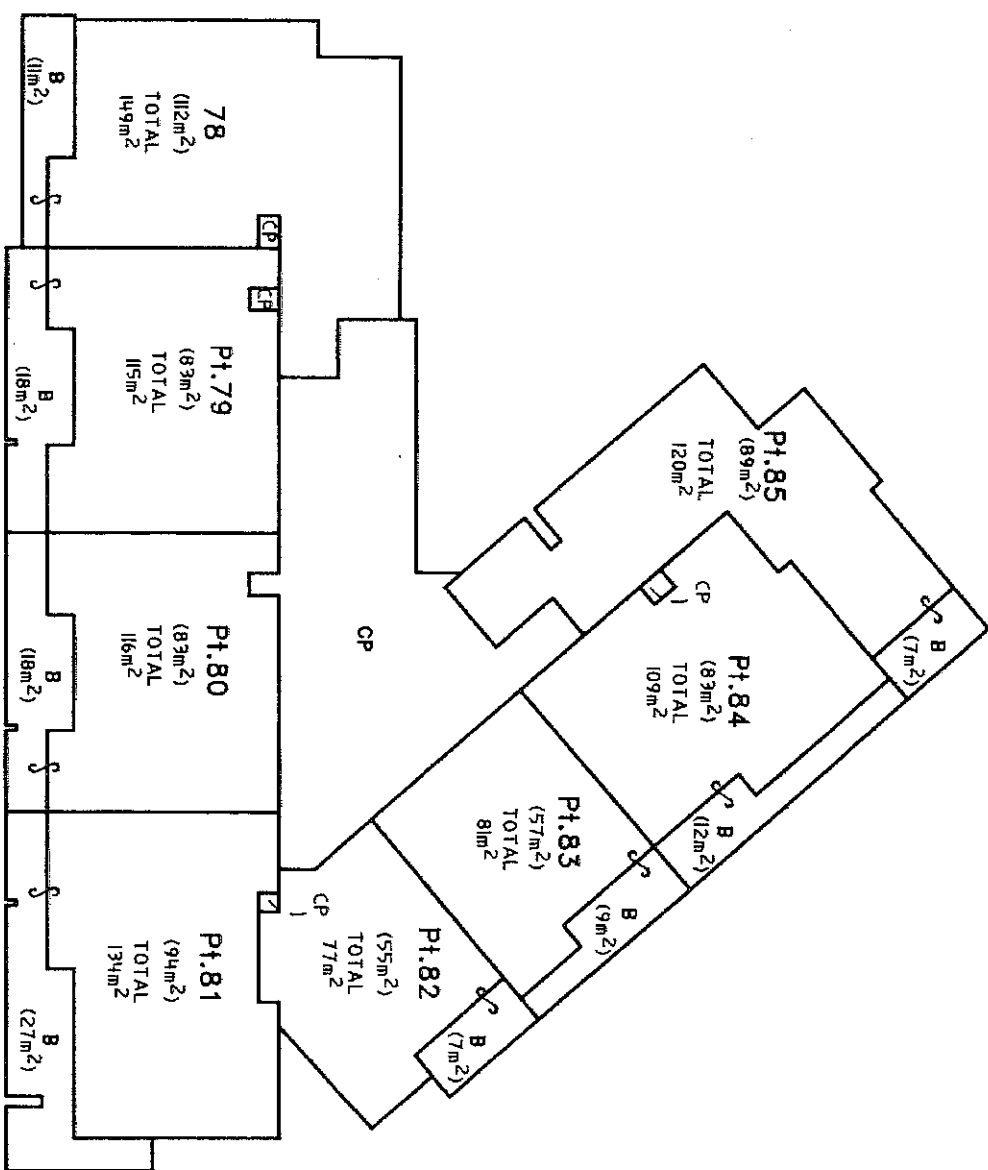 78
(112m²)
TOTAL
149m²
B
(11m²)
CP
Pt.79
(83m²)
TOTAL
115m²
B
(18m²)
CP
Pt.80
(83m²)
TOTAL
116m²
B
(18m²)
Pt.81
(94m²)
TOTAL
134m²
B
(27m²)
CP
CP
Pt.82
(55m²)
TOTAL
77m²
B
(7m²)
Pt.83
(57m²)
TOTAL
81m²
B
(9m²)
Pt.84
(83m²)
TOTAL
109m²
B
(12m²)
CP
Pt.85
(89m²)
TOTAL
120m²
B
(7m²)